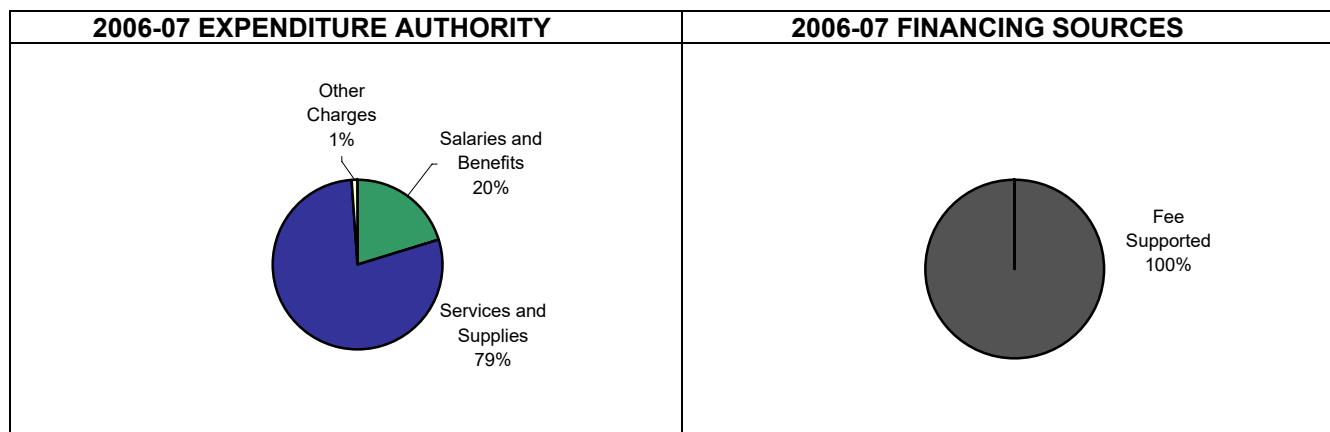 2006-07 EXPENDITURE AUTHORITY
Other
Charges
1%
Salaries and
Benefits
20%
Services and
Supplies
79%
2006-07 FINANCING SOURCES
Fee
Supported
100%